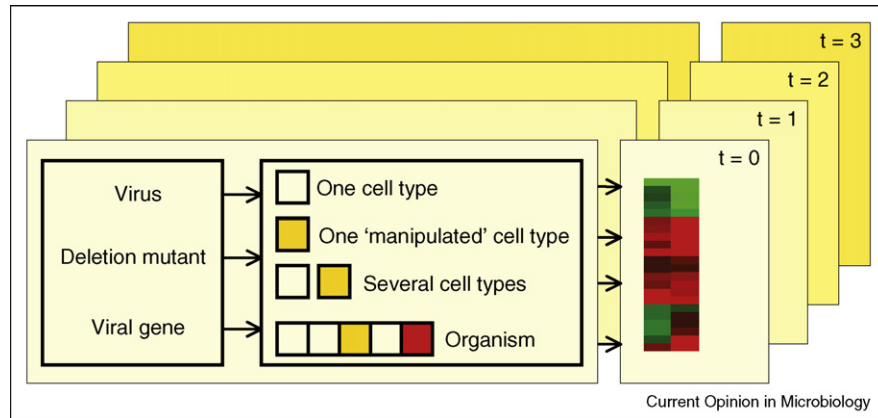 t = 3
t = 2
t = 1
t = 0
Virus
Deletion mutant
Viral gene
One cell type
One ‘manipulated’ cell type
Several cell types
Organism
Current Opinion in Microbiology